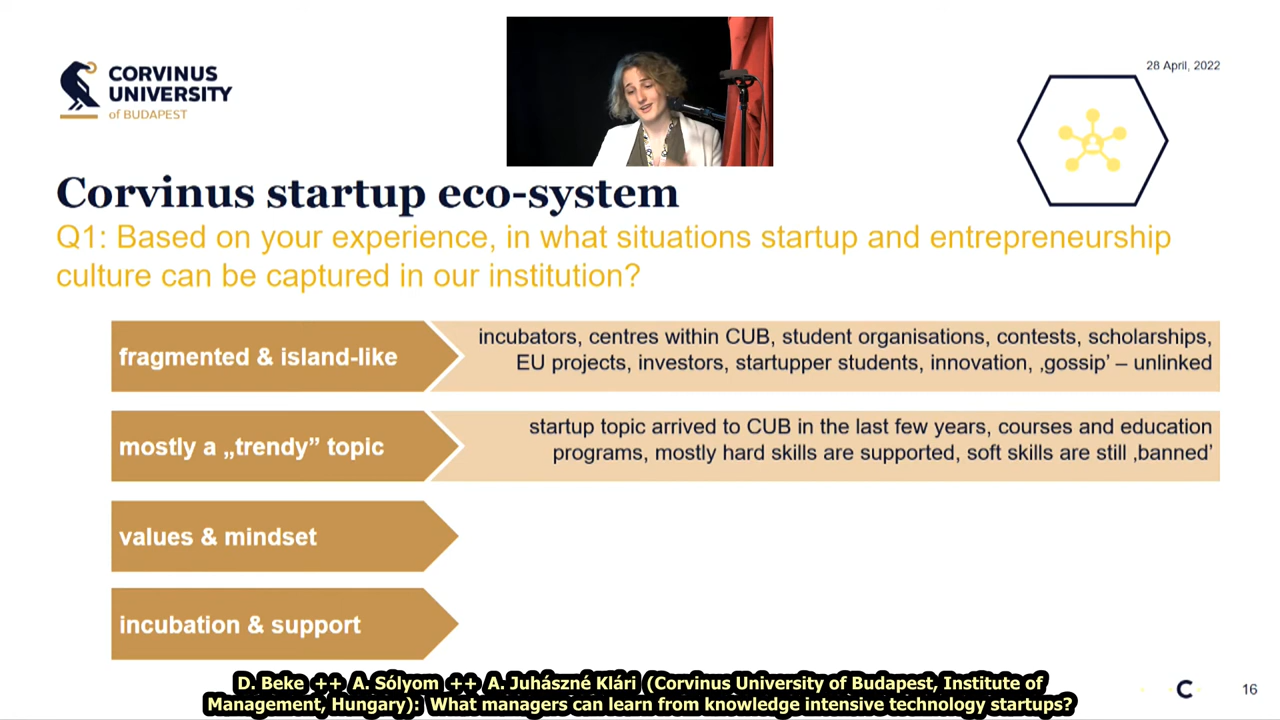 CORVINUS
UNIVERSITY
of BUDAPEST
28 April, 2022
Corvinus startup eco-system
Q1: Based on your experience, in what situations startup and entrepreneurship
culture can be captured in our institution?
fragmented & island-like
incubators, centres within CUB, student organisations, contests, scholarships,
EU projects, investors, startupper students, innovation, ‚gossip’ – unlinked
mostly a „trendy” topic
startup topic arrived to CUB in the last few years, courses and education
programs, mostly hard skills are supported, soft skills are still ‚banned’
values & mindset
incubation & support
D. Beke ++ A. Sólyom ++ A. Juhászné Klári (Corvinus University of Budapest, Institute of
Management, Hungary): What managers can learn from knowledge intensive technology startups?
C
16